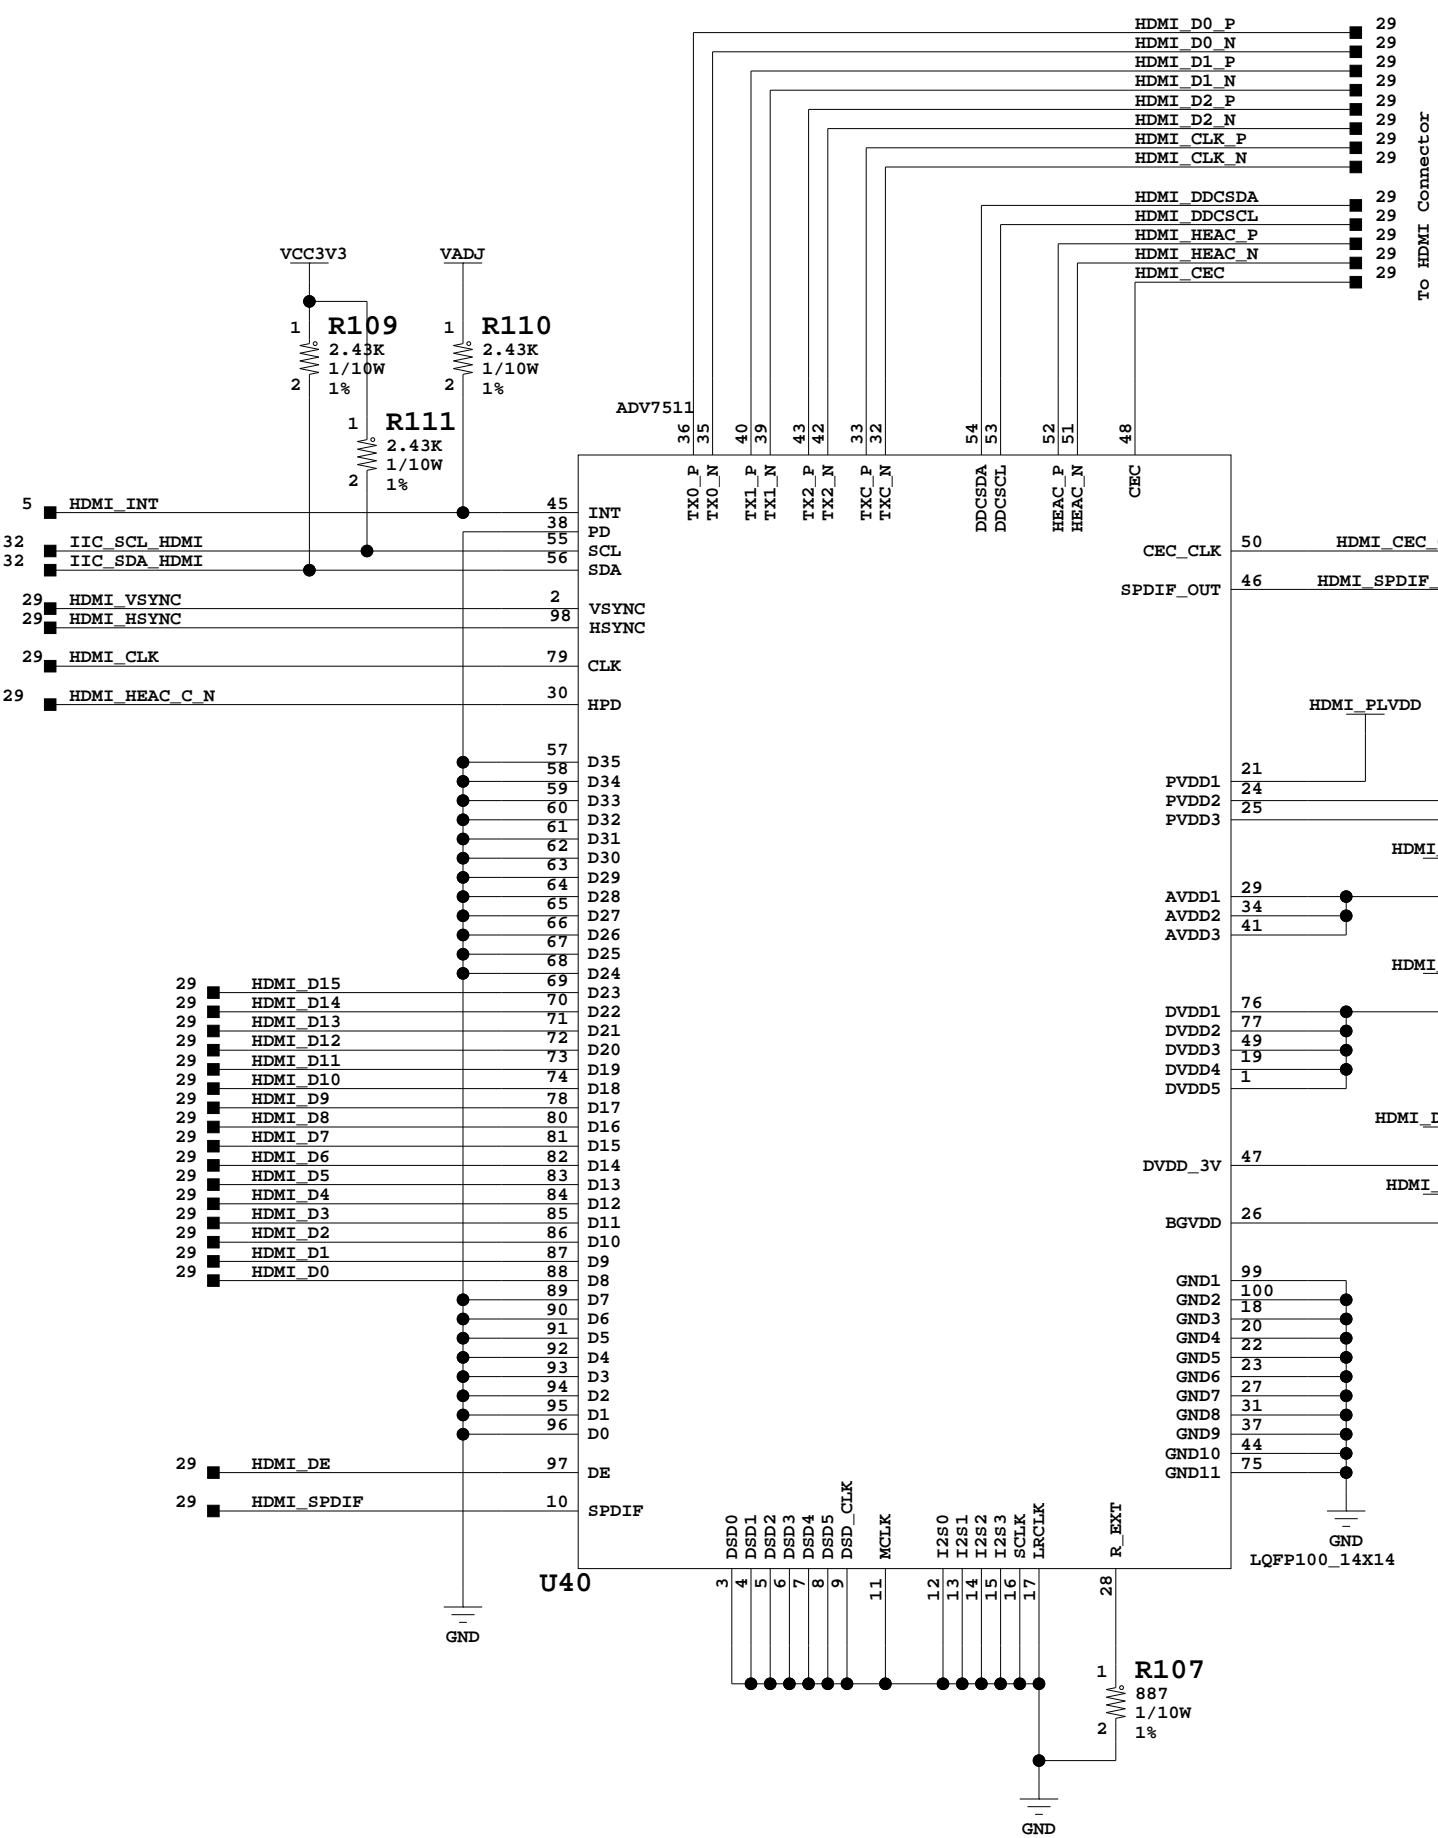 HDMI_D0_P 29
HDMI_D0_N 29
HDMI_D1_P 29
HDMI_D1_N 29
HDMI_D2_P 29
HDMI_D2_N 29
HDMI_CLK_P 29
HDMI_CLK_N 29
HDMI_DDCSDA 29
HDMI_DDCSCL 29
HDMI_HEAC_P 29
HDMI_HEAC_N 29
HDMI_CEC 29
To HDMI Connector
VCC3V3
VADJ
1 R109
2.43K
1/10W
2 1%
1 R110
2.43K
1/10W
2 1%
1 R111
2.43K
1/10W
2 1%
ADV7511
36 35 40 39 43 42 33 32 54 53 52 51 48
TX0_P TX0_N TX1_P TX1_N TX2_P TX2_N TXC_P TXC_N DDCSDA DDCSCL HEAC_P HEAC_N CEC
5 HDMI_INT 45 INT
38 PD
32 IIC_SCL_HDMI 55 SCL
32 IIC_SDA_HDMI 56 SDA
29 HDMI_VSYNC 2 VSYNC
29 HDMI_HSYNC 98 HSYNC
29 HDMI_CLK 79 CLK
29 HDMI_HEAC_C_N 30 HPD
57 D35
58 D34
59 D33
60 D32
61 D31
62 D30
63 D29
64 D28
65 D27
66 D26
67 D25
68 D24
29 HDMI_D15 69 D23
29 HDMI_D14 70 D22
29 HDMI_D13 71 D21
29 HDMI_D12 72 D20
29 HDMI_D11 73 D19
29 HDMI_D10 74 D18
29 HDMI_D9 78 D17
29 HDMI_D8 80 D16
29 HDMI_D7 81 D15
29 HDMI_D6 82 D14
29 HDMI_D5 83 D13
29 HDMI_D4 84 D12
29 HDMI_D3 85 D11
29 HDMI_D2 86 D10
29 HDMI_D1 87 D9
29 HDMI_D0 88 D8
89 D7
90 D6
91 D5
92 D4
93 D3
94 D2
95 D1
96 D0
29 HDMI_DE 97 DE
29 HDMI_SPDIF 10 SPDIF
CEC_CLK 50 HDMI_CEC_
SPDIF_OUT 46 HDMI_SPDIF_
HDMI_PLVDD
PVDD1 21
PVDD2 24
PVDD3 25
HDMI_
AVDD1 29
AVDD2 34
AVDD3 41
HDMI_
DVDD1 76
DVDD2 77
DVDD3 49
DVDD4 19
DVDD5 1
HDMI_D
DVDD_3V 47
HDMI_
BGVDD 26
GND1 99
GND2 100
GND3 18
GND4 20
GND5 22
GND6 23
GND7 27
GND8 31
GND9 37
GND10 44
GND11 75
GND
LQFP100_14X14
DSD0 DSD1 DSD2 DSD3 DSD4 DSD5 DSD_CLK MCLK I2S0 I2S1 I2S2 I2S3 SCLK LRCLK R_EXT
U40
3 4 5 6 7 8 9 11 12 13 14 15 16 17 28
GND
1 R107
887
1/10W
2 1%
GND